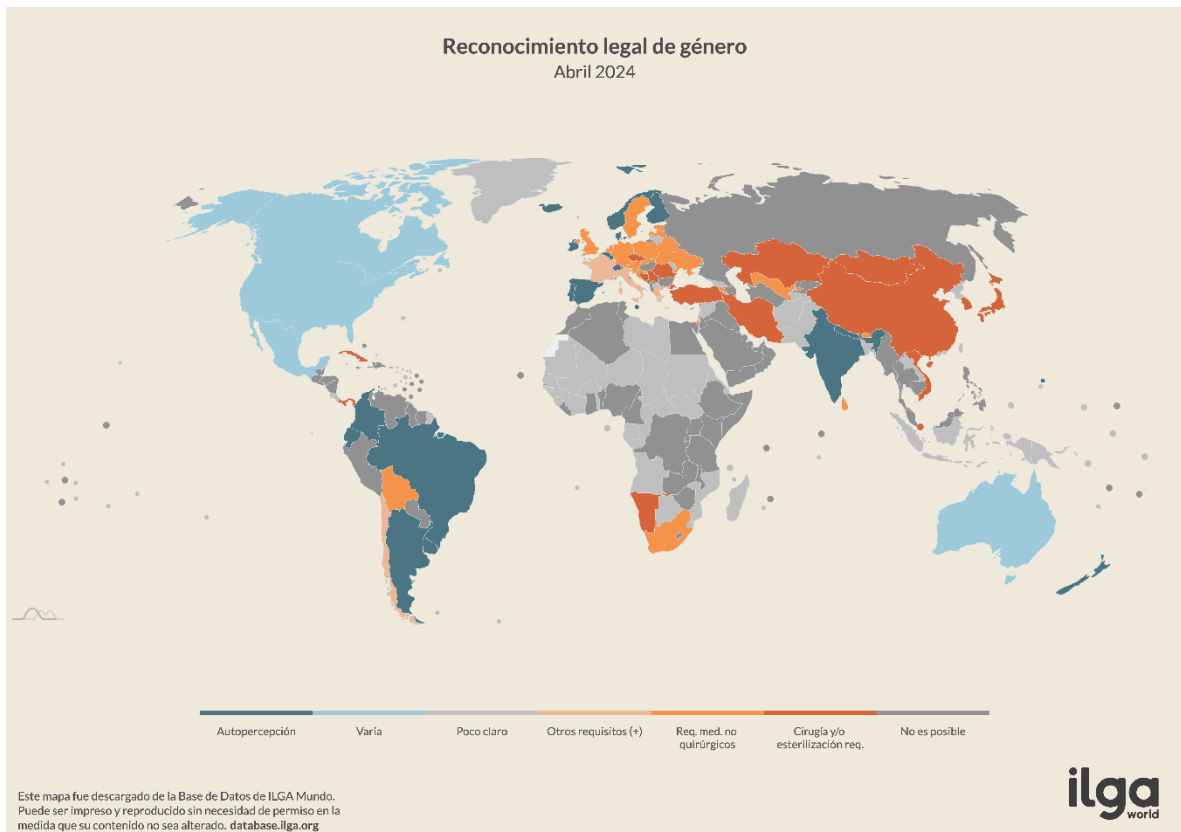 Reconocimiento legal de género
Abril 2024
Autopercepción
Varía
Poco claro
Otros requisitos (+)
Req. med. no
quirúrgicos
Cirugía y/o
esterilización req.
No es posible
Este mapa fue descargado de la Base de Datos de ILGA Mundo.
Puede ser impreso y reproducido sin necesidad de permiso en la
medida que su contenido no sea alterado. database.ilga.org
ilga
world